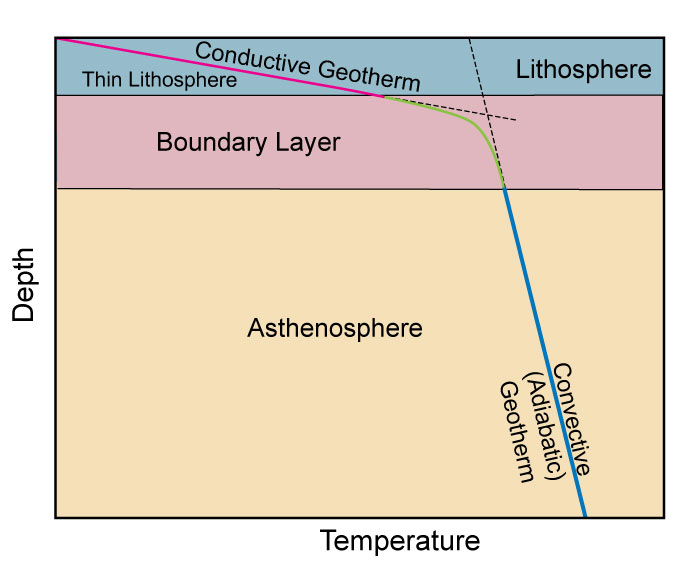 Conductive Geotherm
Thin Lithosphere
Lithosphere
Boundary Layer
Depth
Asthenosphere
Convective
(Adiabatic)
Geotherm
Temperature